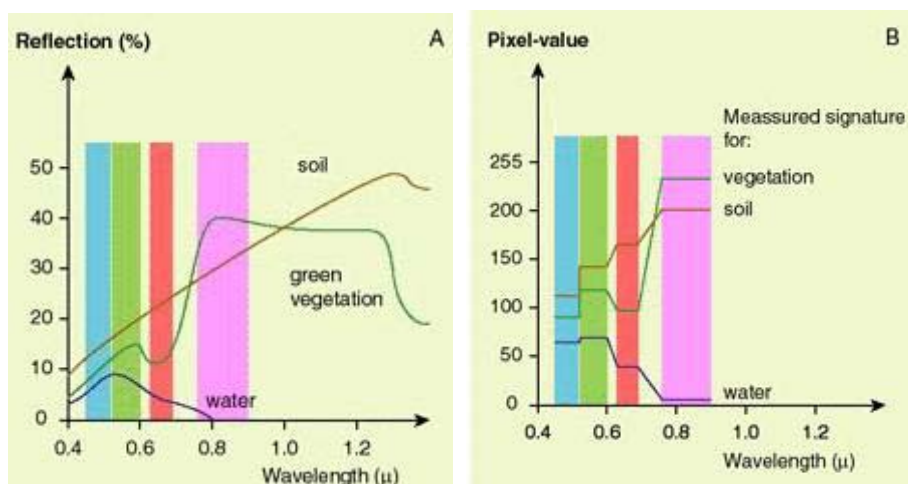 Reflection (%)
A
50
40
30
20
10
0
soil
green
vegetation
water
0.4
0.6
0.8
1.0
1.2
Wavelength (μ)
Pixel-value
B
Meassured signature
for:
255
200
150
100
50
0
vegetation
soil
water
0.4
0.6
0.8
1.0
1.2
Wavelength (μ)